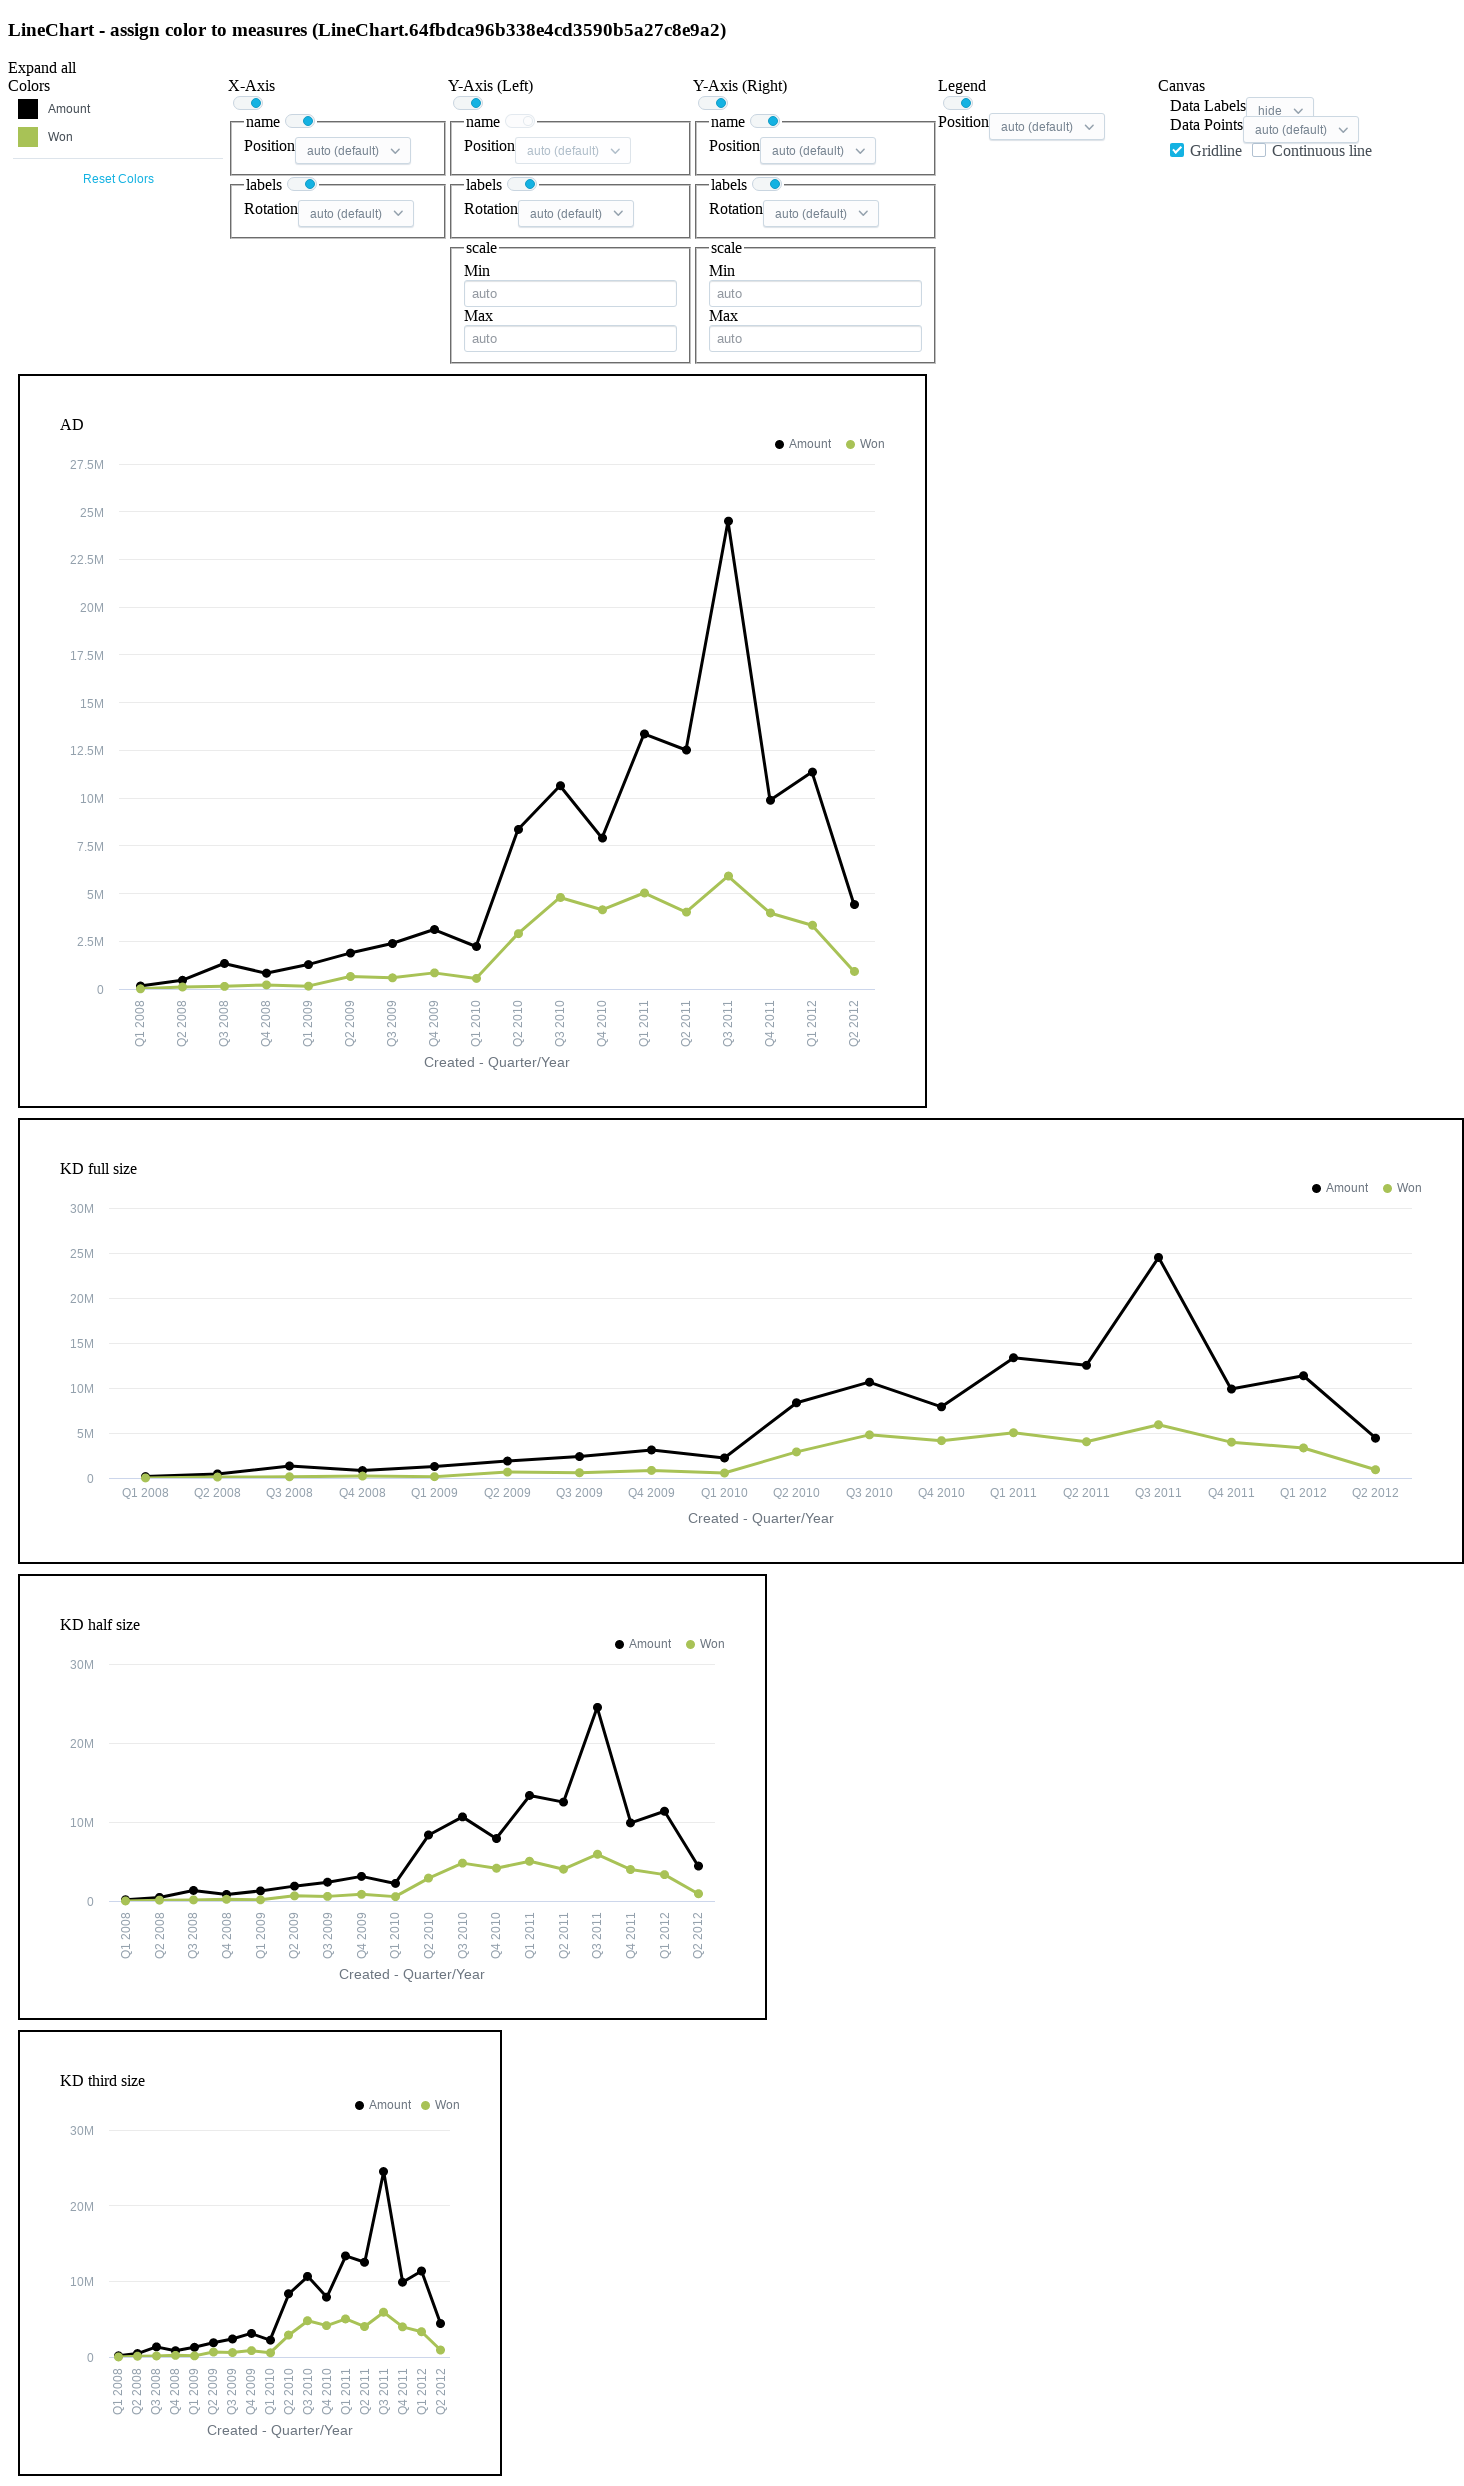 LineChart - assign color to measures (LineChart.64fbdca96b338e4cd3590b5a27c8e9a2)
Expand all
Colors
Amount
Won
Reset Colors
X-Axis
name
Position auto (default)
labels
Rotation auto (default)
Y-Axis (Left)
name
Position auto (default)
labels
Rotation auto (default)
scale
Min
auto
Max
auto
Y-Axis (Right)
name
Position auto (default)
labels
Rotation auto (default)
scale
Min
auto
Max
auto
Legend
Position auto (default)
Canvas
Data Labels hide
Data Points auto (default)
Gridline Continuous line
AD
Amount Won
27.5M
25M
22.5M
20M
17.5M
15M
12.5M
10M
7.5M
5M
2.5M
0
Q1 2008 Q2 2008 Q3 2008 Q4 2008 Q1 2009 Q2 2009 Q3 2009 Q4 2009 Q1 2010 Q2 2010 Q3 2010 Q4 2010 Q1 2011 Q2 2011 Q3 2011 Q4 2011 Q1 2012 Q2 2012
Created - Quarter/Year
KD full size
Amount Won
30M
25M
20M
15M
10M
5M
0
Q1 2008 Q2 2008 Q3 2008 Q4 2008 Q1 2009 Q2 2009 Q3 2009 Q4 2009 Q1 2010 Q2 2010 Q3 2010 Q4 2010 Q1 2011 Q2 2011 Q3 2011 Q4 2011 Q1 2012 Q2 2012
Created - Quarter/Year
KD half size
Amount Won
30M
20M
10M
0
Q1 2008 Q2 2008 Q3 2008 Q4 2008 Q1 2009 Q2 2009 Q3 2009 Q4 2009 Q1 2010 Q2 2010 Q3 2010 Q4 2010 Q1 2011 Q2 2011 Q3 2011 Q4 2011 Q1 2012 Q2 2012
Created - Quarter/Year
KD third size
Amount Won
30M
20M
10M
0
Q1 2008 Q2 2008 Q3 2008 Q4 2008 Q1 2009 Q2 2009 Q3 2009 Q4 2009 Q1 2010 Q2 2010 Q3 2010 Q4 2010 Q1 2011 Q2 2011 Q3 2011 Q4 2011 Q1 2012 Q2 2012
Created - Quarter/Year